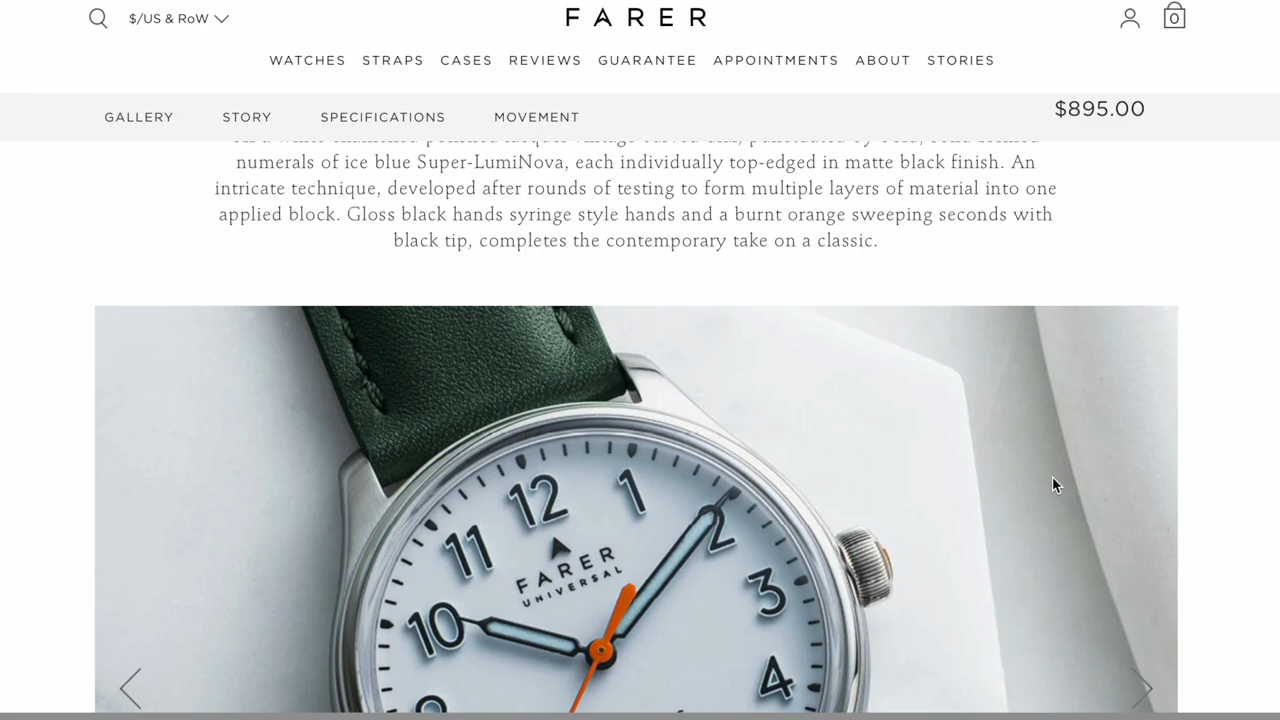 $/US & RoW
FARER
0
WATCHES STRAPS CASES REVIEWS GUARANTEE APPOINTMENTS ABOUT STORIES
GALLERY STORY SPECIFICATIONS MOVEMENT
$895.00
numerals of ice blue Super-LumiNova, each individually top-edged in matte black finish. An
intricate technique, developed after rounds of testing to form multiple layers of material into one
applied block. Gloss black hands syringe style hands and a burnt orange sweeping seconds with
black tip, completes the contemporary take on a classic.
12
1
11
2
FARER
UNIVERSAL
3
10
4